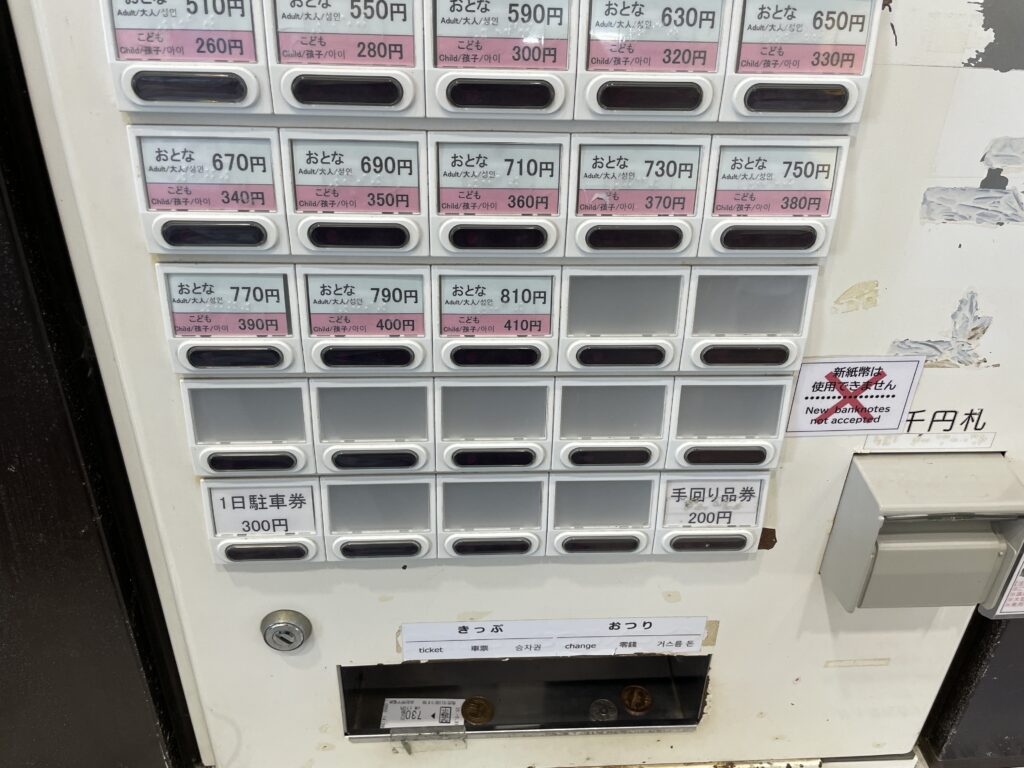 おとな 510円
Adult/大人/성인
こども
Child/孩子/아이 260円
おとな 550円
Adult/大人/성인
こども
Child/孩子/아이 280円
おとな 590円
Adult/大人/성인
こども
Child/孩子/아이 300円
おとな 630円
Adult/大人/성인
こども
Child/孩子/아이 320円
おとな 650円
Adult/大人/성인
こども
Child/孩子/아이 330円
おとな 670円
Adult/大人/성인
こども
Child/孩子/아이 340円
おとな 690円
Adult/大人/성인
こども
Child/孩子/아이 350円
おとな 710円
Adult/大人/성인
こども
Child/孩子/아이 360円
おとな 730円
Adult/大人/성인
こども
Child/孩子/아이 370円
おとな 750円
Adult/大人/성인
こども
Child/孩子/아이 380円
おとな 770円
Adult/大人/성인
こども
Child/孩子/아이 390円
おとな 790円
Adult/大人/성인
こども
Child/孩子/아이 400円
おとな 810円
Adult/大人/성인
こども
Child/孩子/아이 410円
新紙幣は
使用できません
New banknotes
not accepted
千円札
1日駐車券
300円
手回り品券
200円
きっぷ おつり
ticket 車票 승차권 change 零銭 거스름 돈
730円